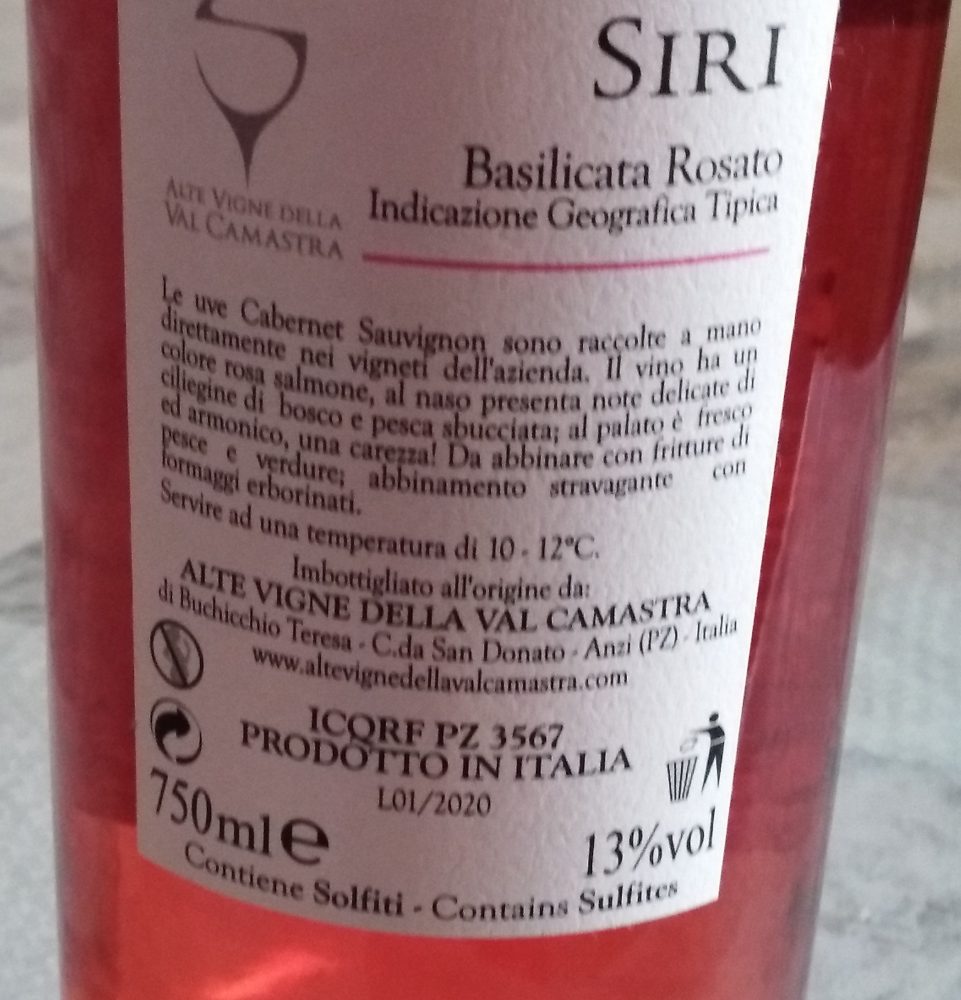 SIRI
Basilicata Rosato
Indicazione Geografica Tipica
ALTE VIGNE DELLA
VAL CAMASTRA
Le uve Cabernet Sauvignon sono raccolte a mano
direttamente nei vigneti dell'azienda. Il vino ha un
colore rosa salmone, al naso presenta note delicate di
ciliegine di bosco e pesca sbucciata; al palato è fresco
ed armonico, una carezza! Da abbinare con fritture di
pesce e verdure; abbinamento stravagante con
formaggi erborinati.
Servire ad una temperatura di 10 - 12°C.
Imbottigliato all'origine da:
ALTE VIGNE DELLA VAL CAMASTRA
di Buchicchio Teresa - C.da San Donato - Anzi (PZ) - Italia
www.altevignedellavalcamastra.com
ICQRF PZ 3567
PRODOTTO IN ITALIA
L01/2020
750ml e
13%vol
Contiene Solfiti - Contains Sulfites